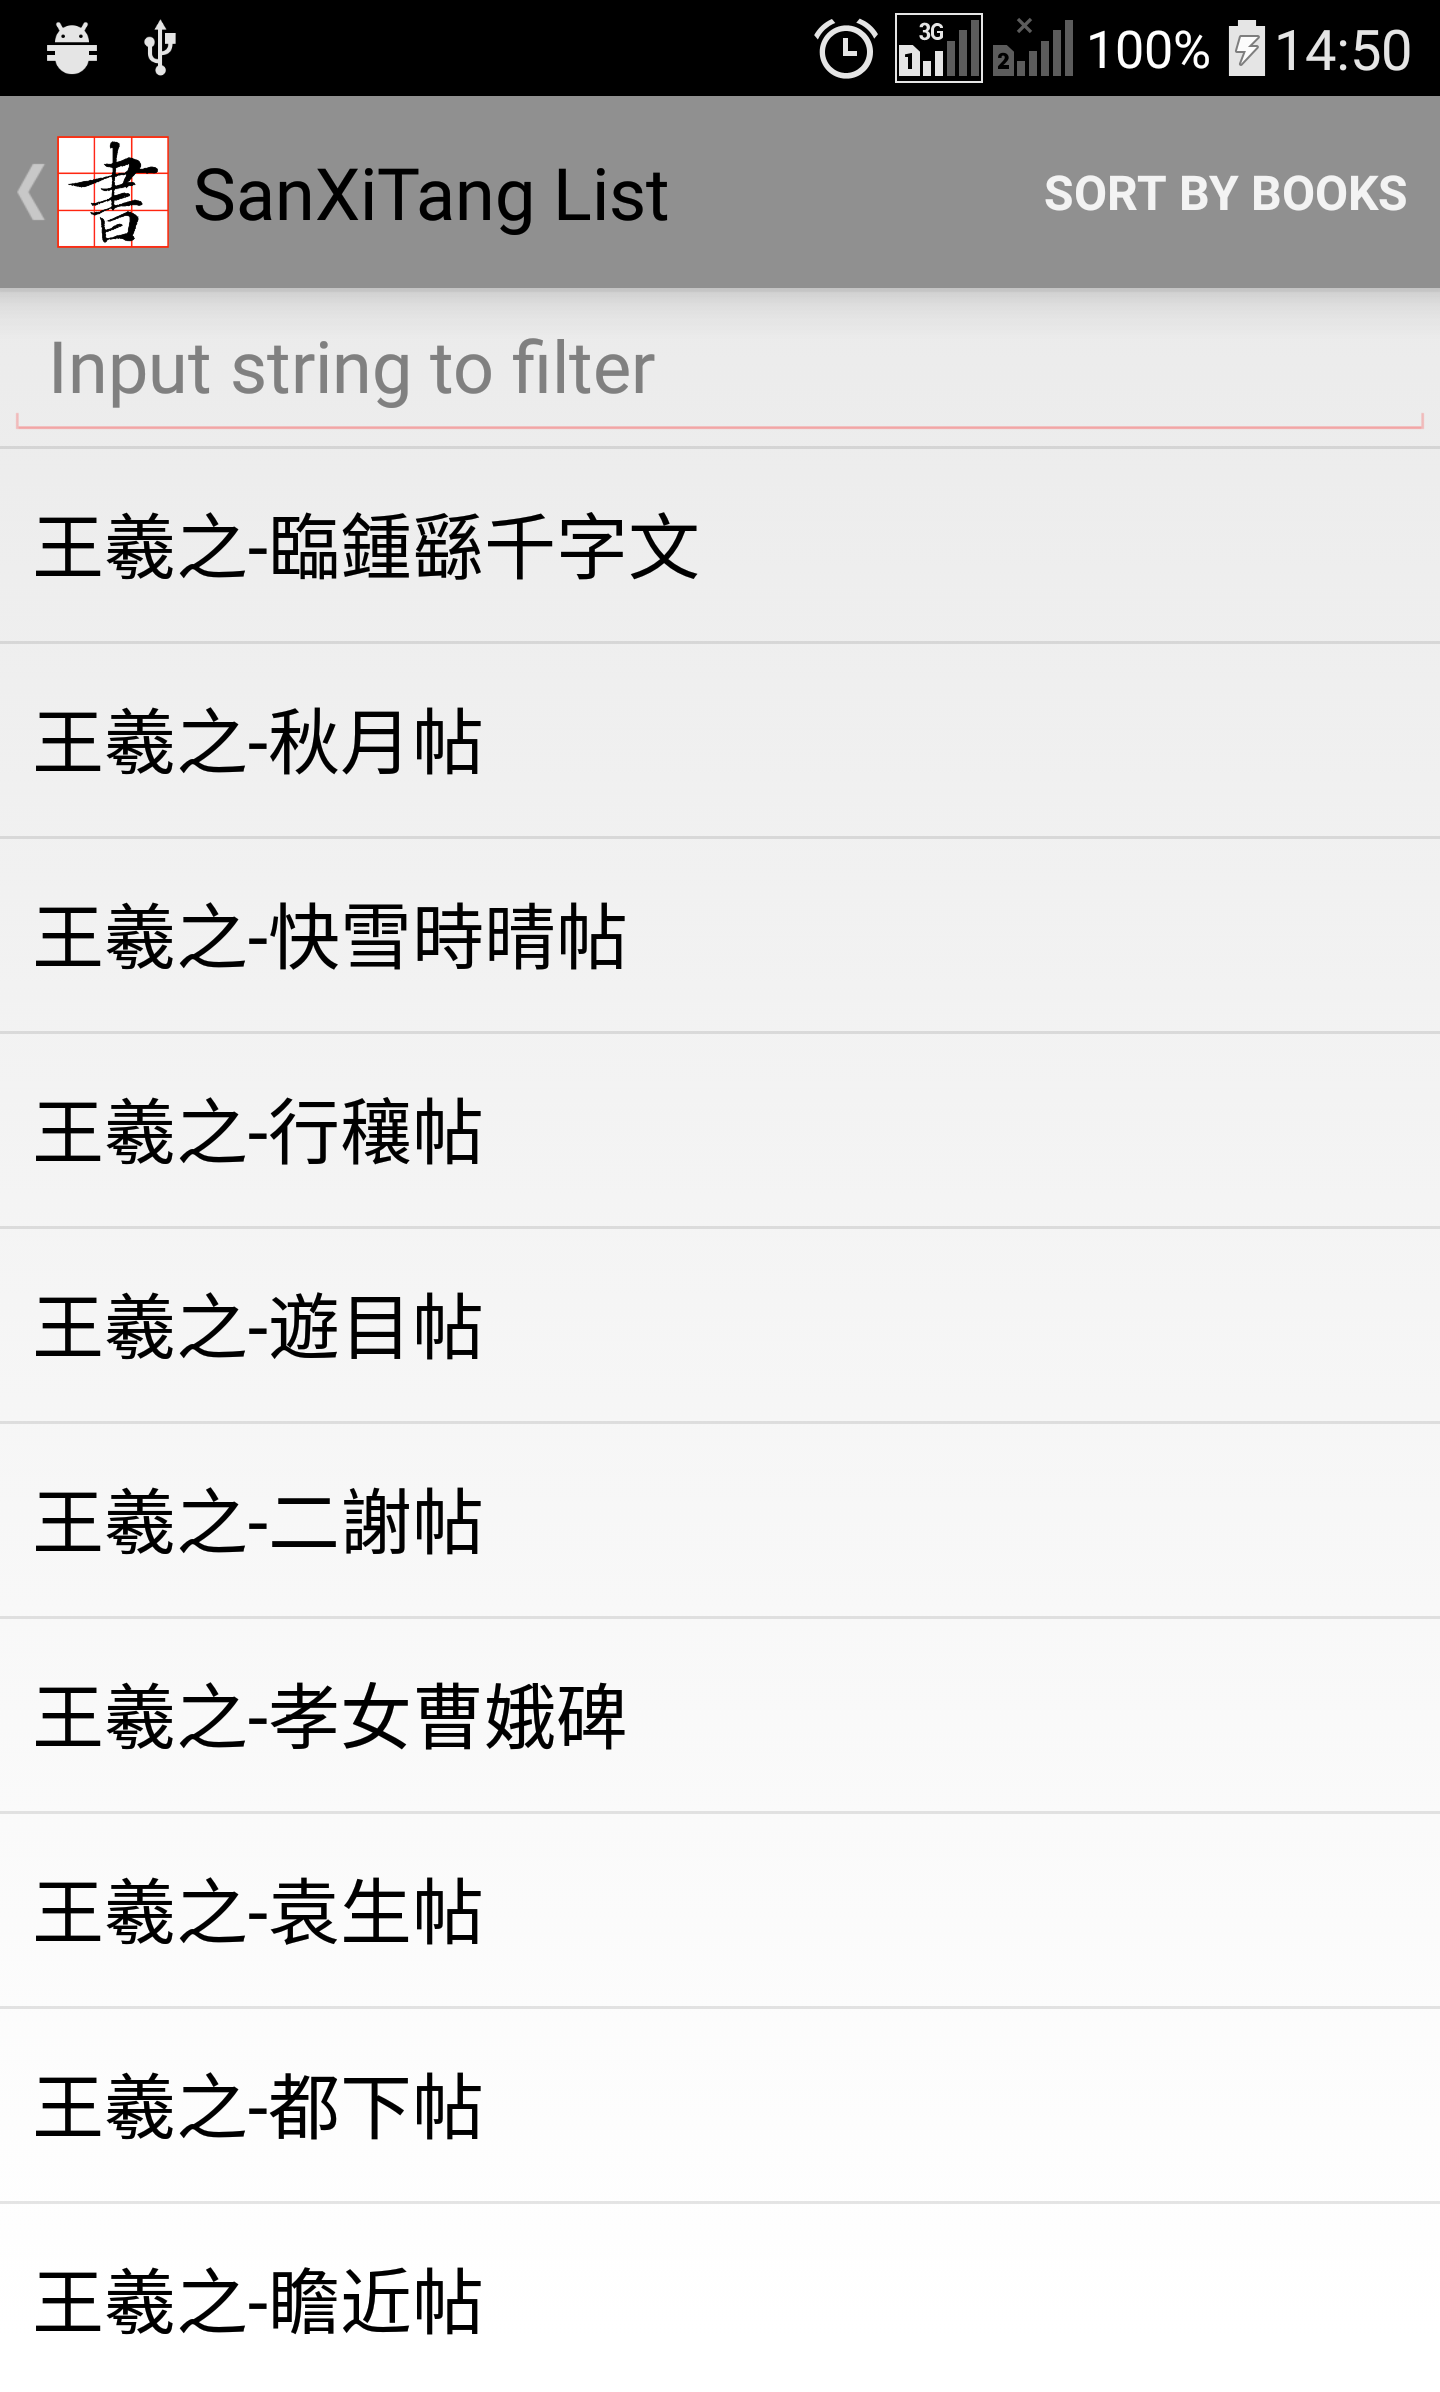 3G
1
2
100%
14:50
書
SanXiTang List
SORT BY BOOKS
Input string to filter
王羲之-臨鍾繇千字文
王羲之-秋月帖
王羲之-快雪時晴帖
王羲之-行穰帖
王羲之-遊目帖
王羲之-二謝帖
王羲之-孝女曹娥碑
王羲之-袁生帖
王羲之-都下帖
王羲之-瞻近帖